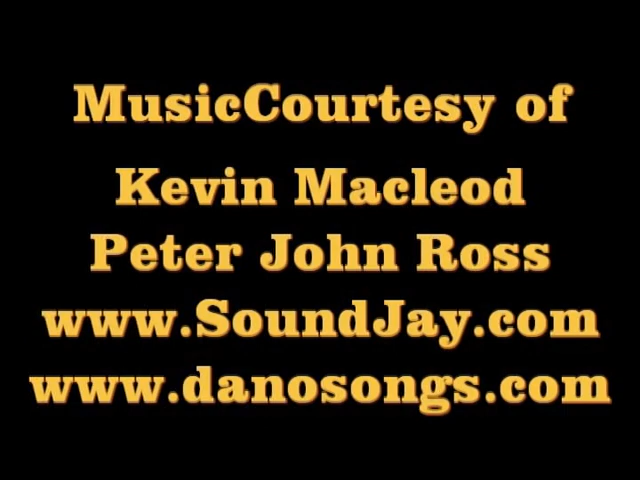 MusicCourtesy of
Kevin Macleod
Peter John Ross
www.SoundJay.com
www.danosongs.com